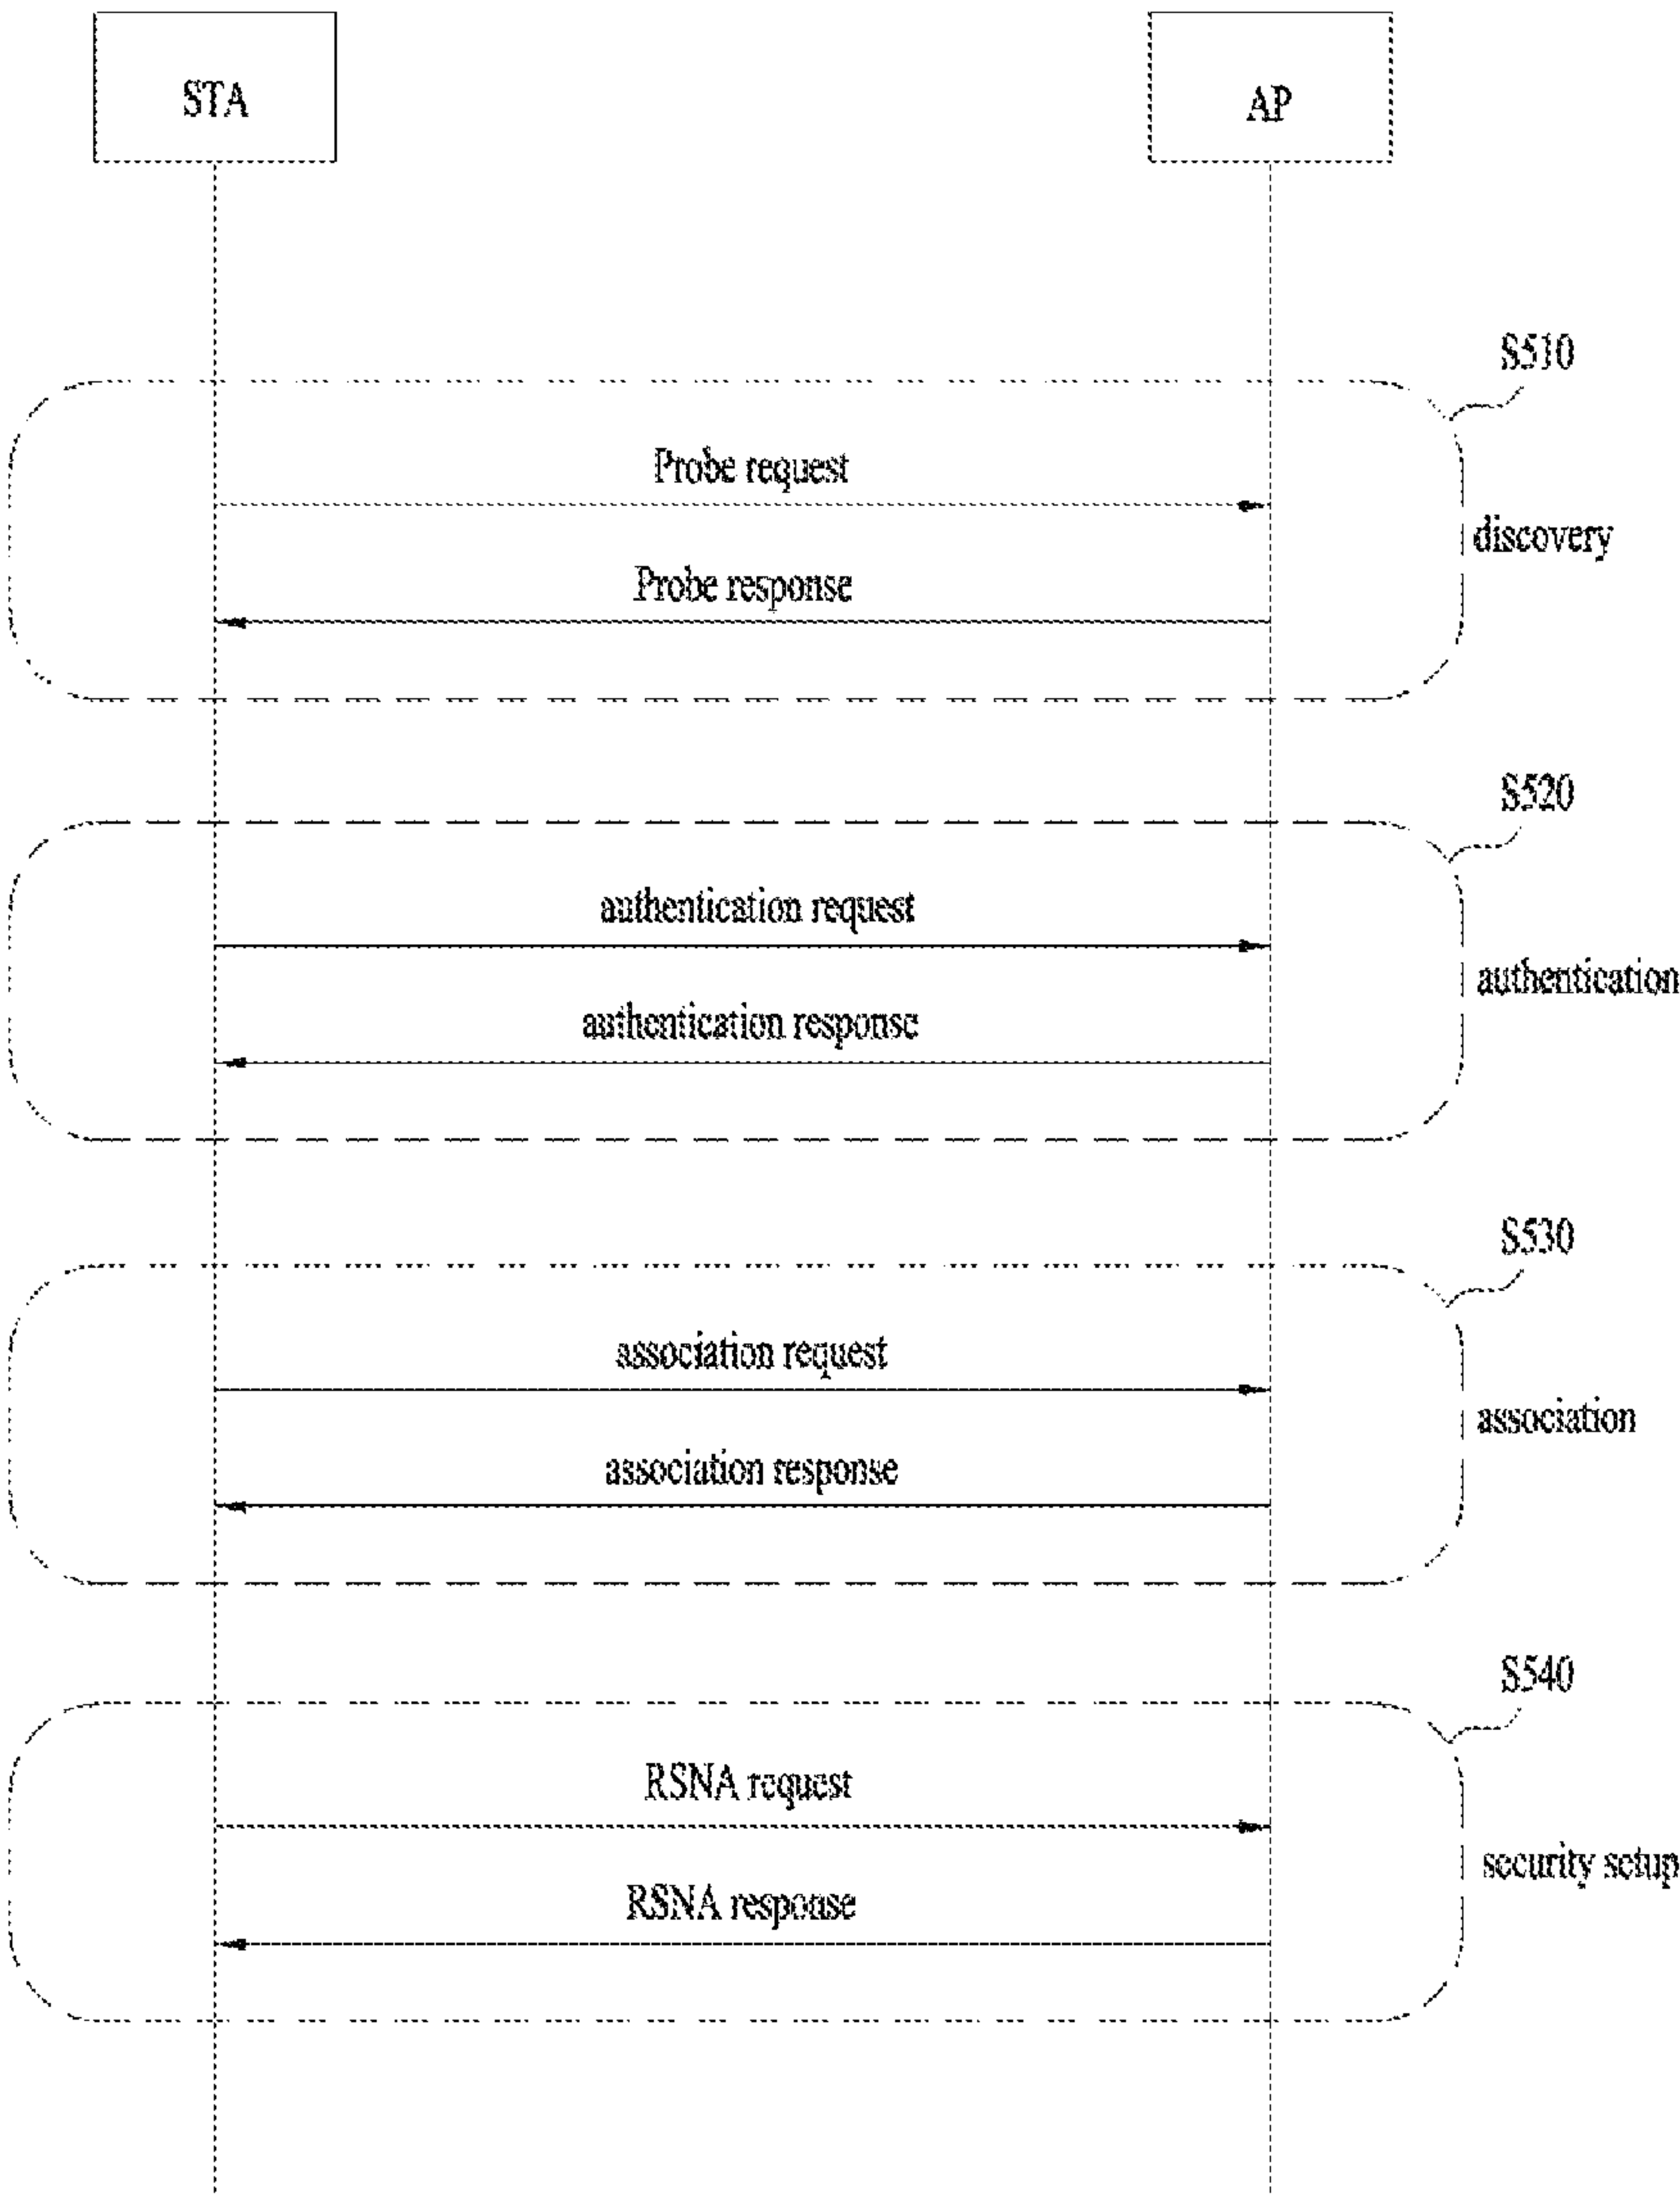 STA
AP
S510
Probe request
discovery
Probe response
S520
authentication request
authentication
authentication response
S530
association request
association
association response
S540
RSNA request
security setup
RSNA response